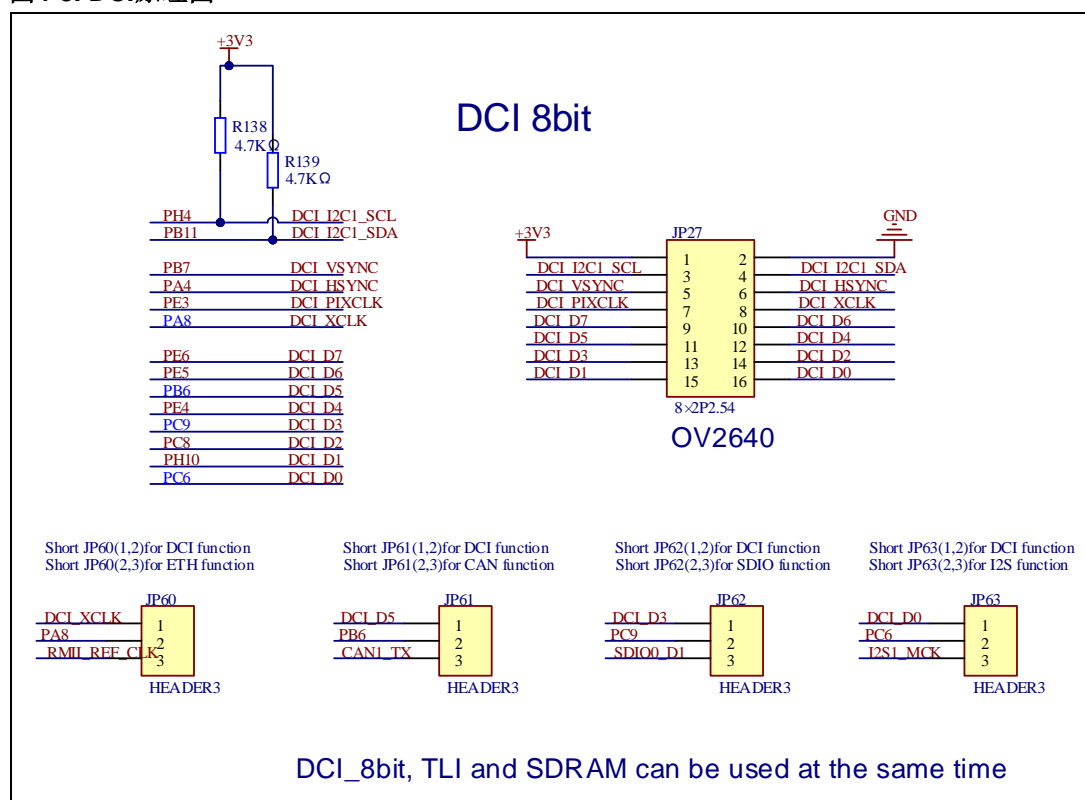 +3V3
DCI 8bit
R138
4.7KΩ
R139
4.7KΩ
PH4 DCI_I2C1_SCL
PB11 DCI_I2C1_SDA
PB7 DCI_VSYNC
PA4 DCI_HSYNC
PE3 DCI_PIXCLK
PA8 DCI_XCLK
PE6 DCI_D7
PE5 DCI_D6
PB6 DCI_D5
PE4 DCI_D4
PC9 DCI_D3
PC8 DCI_D2
PH10 DCI_D1
PC6 DCI_D0
+3V3 JP27 GND
1 2
DCI_I2C1_SCL 3 4 DCI_I2C1_SDA
DCI_VSYNC 5 6 DCI_HSYNC
DCI_PIXCLK 7 8 DCI_XCLK
DCI_D7 9 10 DCI_D6
DCI_D5 11 12 DCI_D4
DCI_D3 13 14 DCI_D2
DCI_D1 15 16 DCI_D0
8×2P2.54
OV2640
Short JP60(1,2)for DCI function
Short JP60(2,3)for ETH function
JP60
DCI_XCLK 1
PA8 2
RMII_REF_CLK 3
HEADER3
Short JP61(1,2)for DCI function
Short JP61(2,3)for CAN function
JP61
DCI_D5 1
PB6 2
CAN1_TX 3
HEADER3
Short JP62(1,2)for DCI function
Short JP62(2,3)for SDIO function
JP62
DCI_D3 1
PC9 2
SDIO0_D1 3
HEADER3
Short JP63(1,2)for DCI function
Short JP63(2,3)for I2S function
JP63
DCI_D0 1
PC6 2
I2S1_MCK 3
HEADER3
DCI_8bit, TLI and SDRAM can be used at the same time